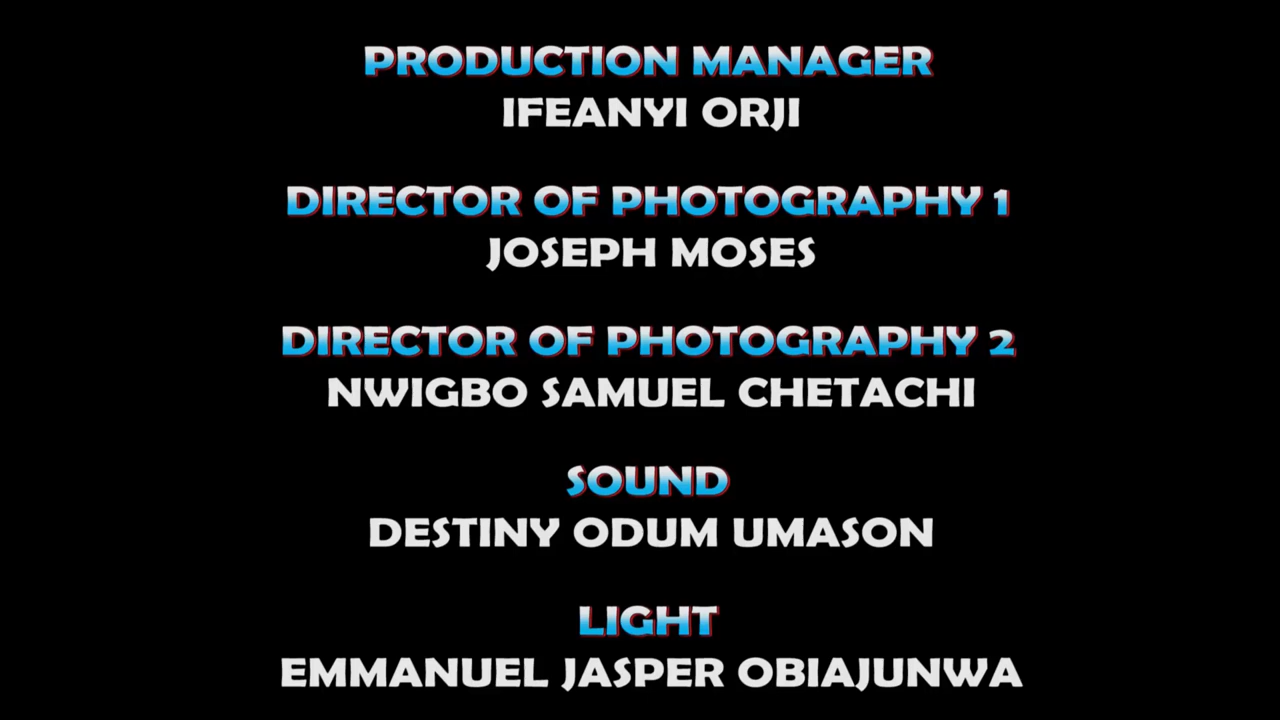 PRODUCTION MANAGER
IFEANYI ORJI
DIRECTOR OF PHOTOGRAPHY 1
JOSEPH MOSES
DIRECTOR OF PHOTOGRAPHY 2
NWIGBO SAMUEL CHETACHI
SOUND
DESTINY ODUM UMASON
LIGHT
EMMANUEL JASPER OBIAJUNWA